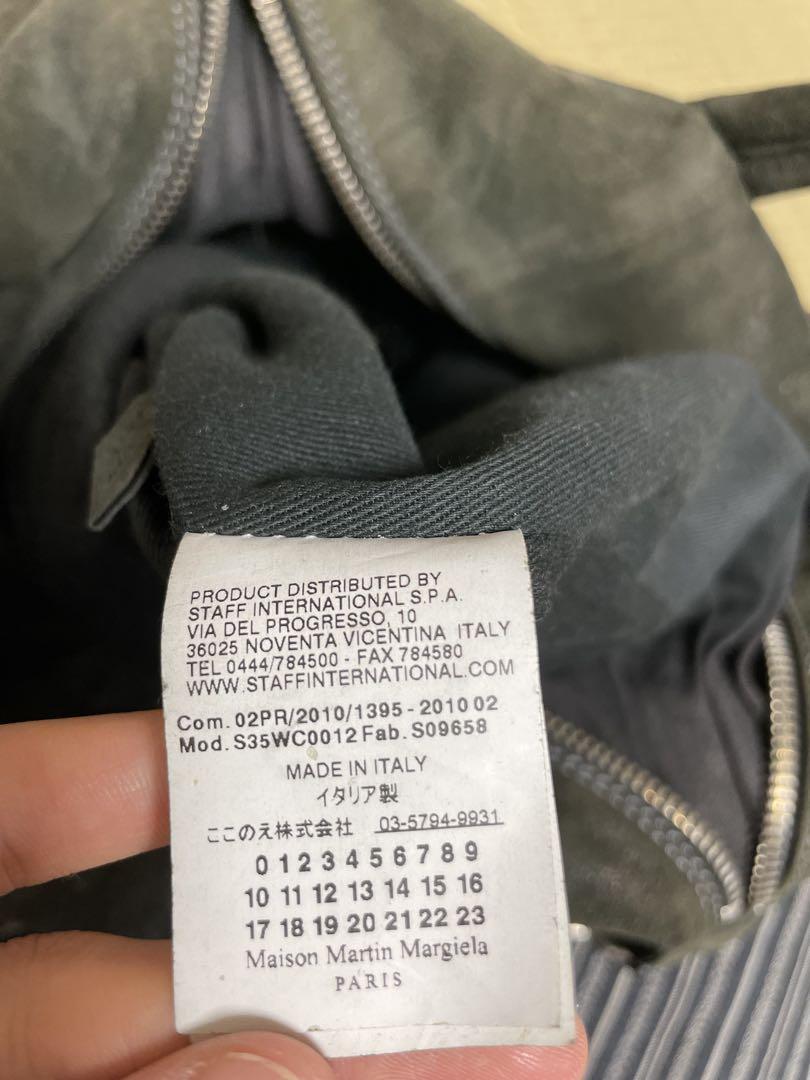 PRODUCT DISTRIBUTED BY
STAFF INTERNATIONAL S.P.A.
VIA DEL PROGRESSO, 10
36025 NOVENTA VICENTINA ITALY
TEL 0444/784500 - FAX 784580
WWW.STAFFINTERNATIONAL.COM
Com. 02PR/2010/1395 - 2010 02
Mod. S35WC0012 Fab. S09658
MADE IN ITALY
イタリア製
ここのえ株式会社 03-5794-9931
0 1 2 3 4 5 6 7 8 9
10 11 12 13 14 15 16
17 18 19 20 21 22 23
Maison Martin Margiela
PARIS